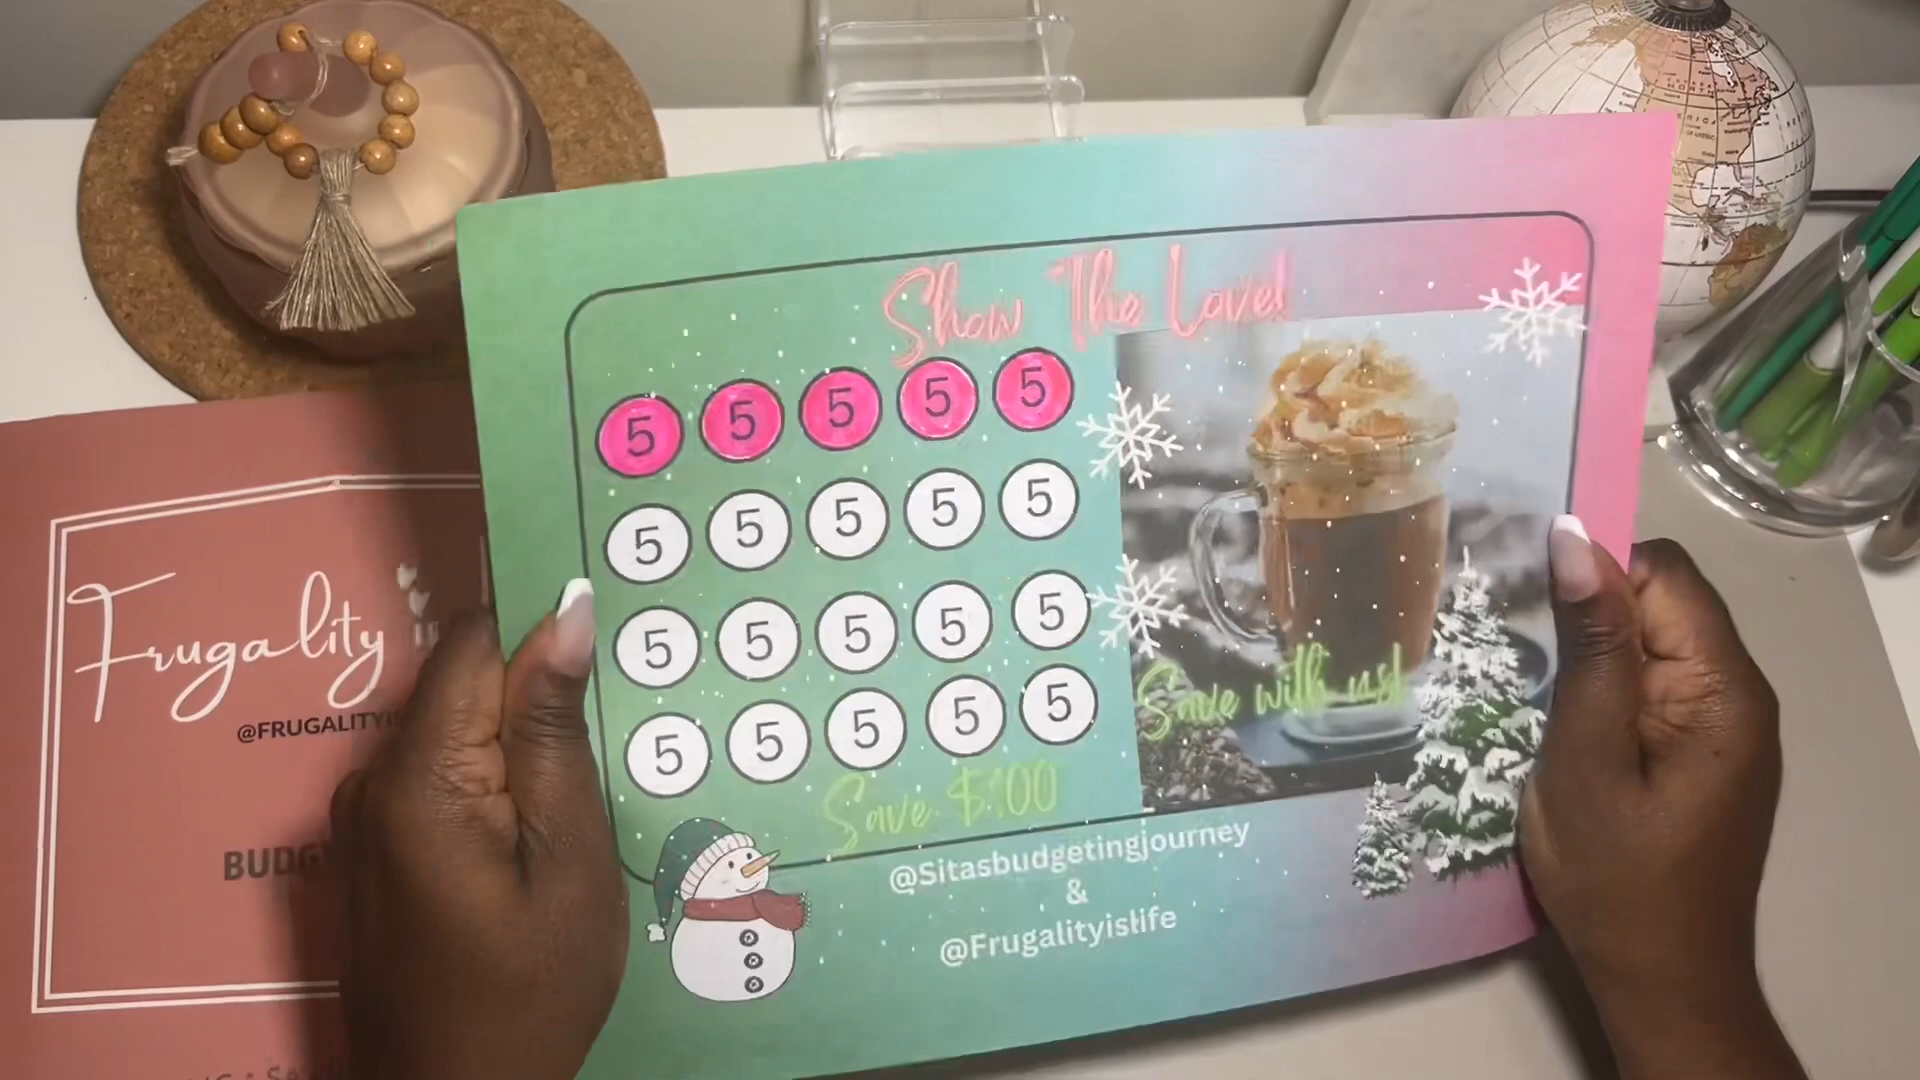 Show The Love!
5 5 5 5 5
5 5 5 5 5
5 5 5 5 5
5 5 5 5 5
Save with us!
Save $100
@Sitasbudgetingjourney
&
@Frugalityislife
Frugality
@FRUGALITYIS